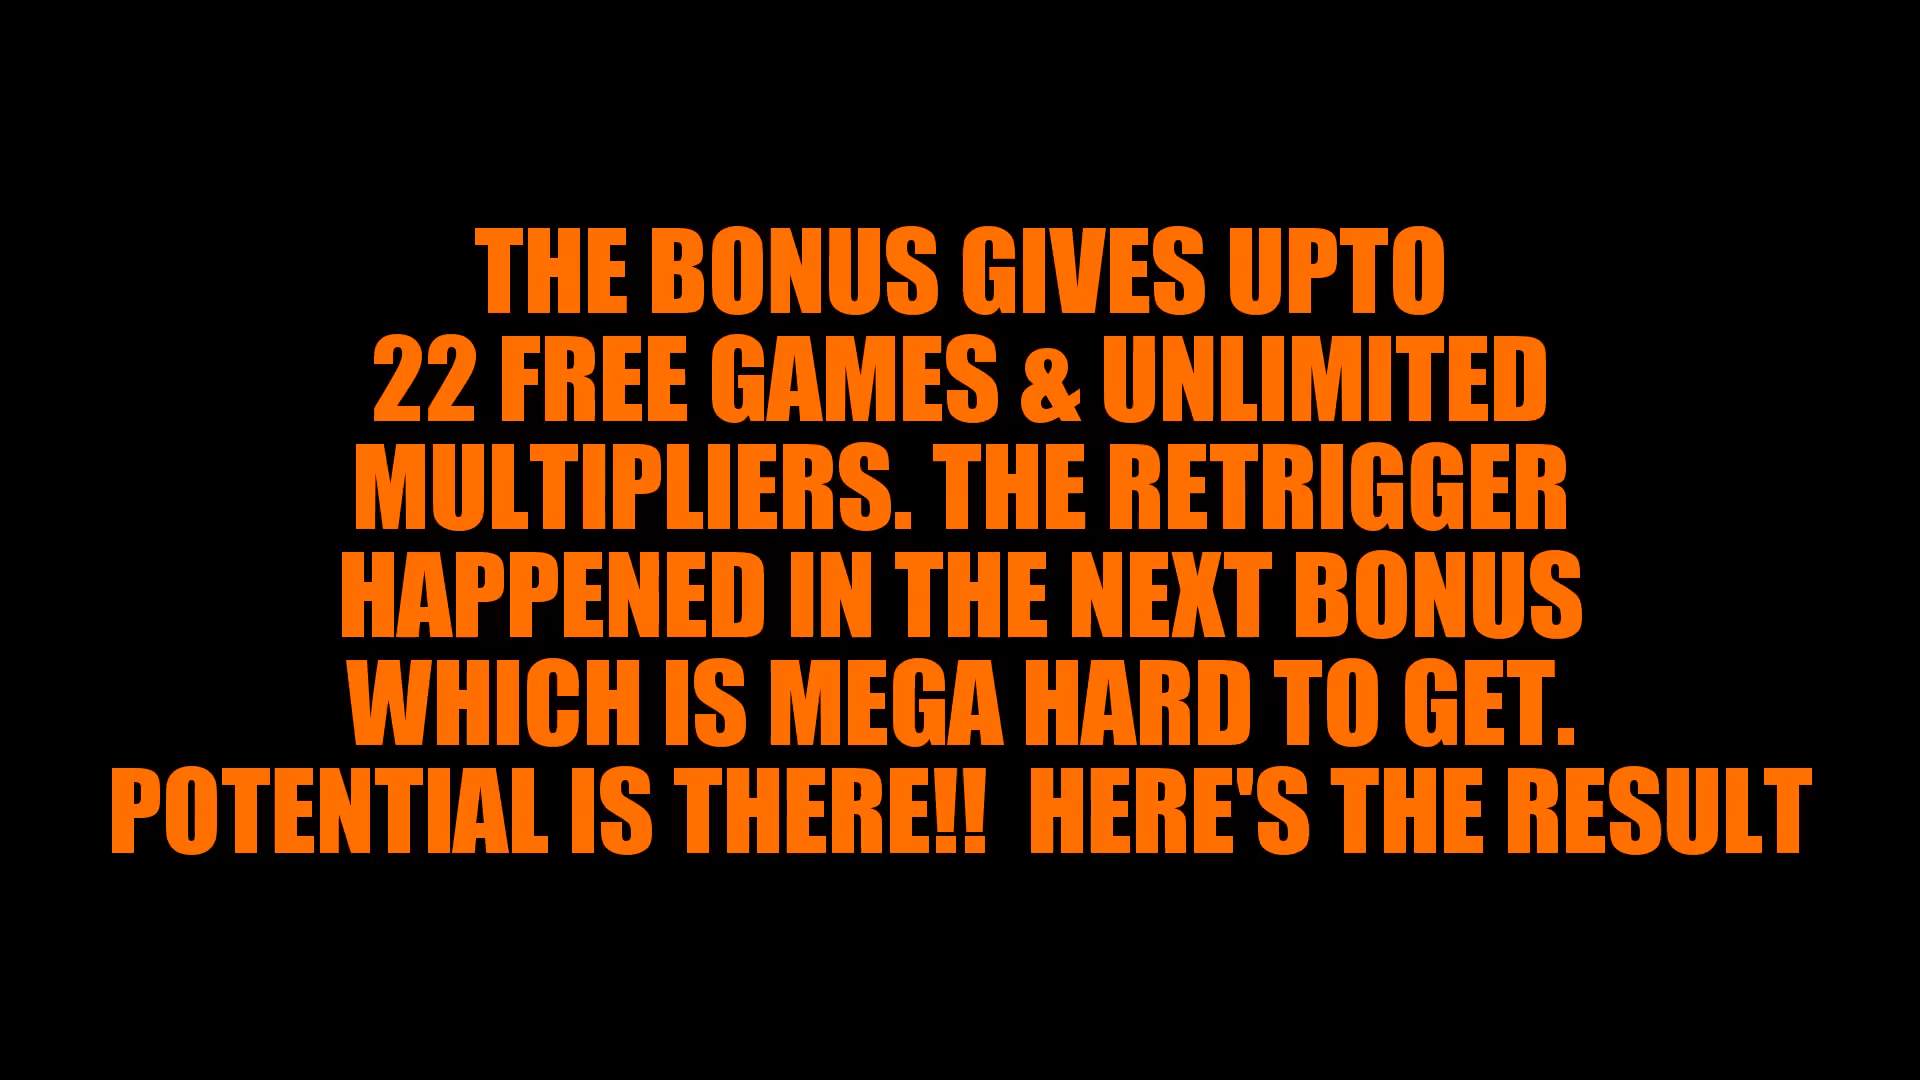 THE BONUS GIVES UPTO
22 FREE GAMES & UNLIMITED
MULTIPLIERS. THE RETRIGGER
HAPPENED IN THE NEXT BONUS
WHICH IS MEGA HARD TO GET.
POTENTIAL IS THERE!!  HERE'S THE RESULT